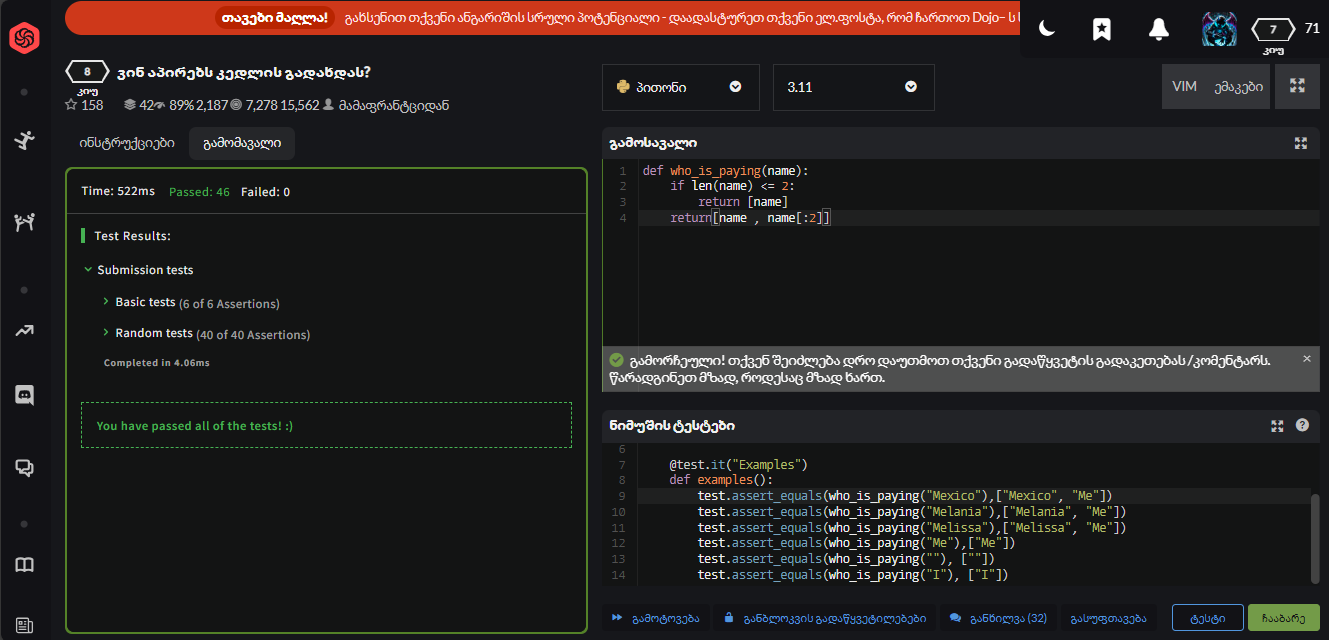 თავები მაღლა! გახსენით თქვენი ანგარიშის სრული პოტენციალი - დაადასტურეთ თქვენი ელ.ფოსტა, რომ ჩართოთ Dojo- ს ს
7 კიუ 71
8 კიუ ვინ აპირებს კედლის გადახდას?
158 42 89% 2,187 7,278 15,562 მამაფრანტციდან
პითონი 3.11 VIM ემაკები
ინსტრუქციები გამომავალი
Time: 522ms Passed: 46 Failed: 0
Test Results:
Submission tests
Basic tests (6 of 6 Assertions)
Random tests (40 of 40 Assertions)
Completed in 4.06ms
You have passed all of the tests! :)
გამოსავალი
1 def who_is_paying(name):
2 if len(name) <= 2:
3 return [name]
4 return[name , name[:2]]
გამორჩეული! თქვენ შეიძლება დრო დაუთმოთ თქვენი გადაწყვეტის გადაკეთებას /კომენტარს.
წარადგინეთ მზად, როდესაც მზად ხართ.
ნიმუშის ტესტები
6
7 @test.it("Examples")
8 def examples():
9 test.assert_equals(who_is_paying("Mexico"),["Mexico", "Me"])
10 test.assert_equals(who_is_paying("Melania"),["Melania", "Me"])
11 test.assert_equals(who_is_paying("Melissa"),["Melissa", "Me"])
12 test.assert_equals(who_is_paying("Me"),["Me"])
13 test.assert_equals(who_is_paying(""), [""])
14 test.assert_equals(who_is_paying("I"), ["I"])
გამოტოვება განბლოკვის გადაწყვეტილებები განხილვა (32) გასუფთავება ტესტი ჩააბარე